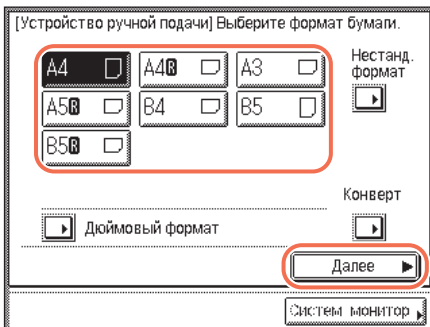 [Устройство ручной подачи] Выберите формат бумаги.
A4 A4R A3
Нестанд. формат
A5R B4 B5
B5R
Конверт
Дюймовый формат
Далее
Систем. монитор